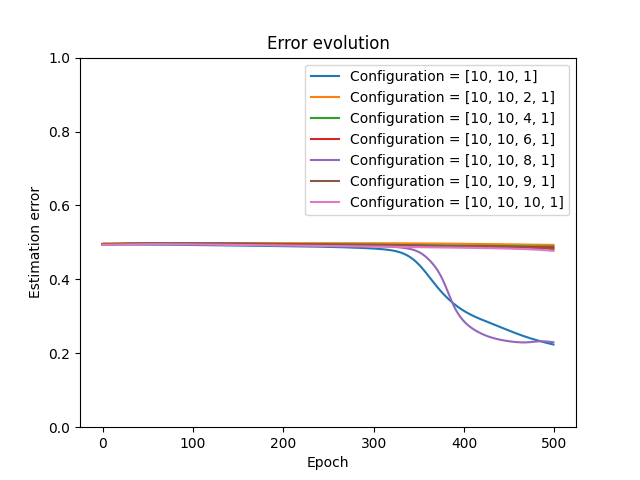 Error evolution
1.0
0.8
0.6
0.4
0.2
0.0
Estimation error
Configuration = [10, 10, 1]
Configuration = [10, 10, 2, 1]
Configuration = [10, 10, 4, 1]
Configuration = [10, 10, 6, 1]
Configuration = [10, 10, 8, 1]
Configuration = [10, 10, 9, 1]
Configuration = [10, 10, 10, 1]
0 100 200 300 400 500
Epoch